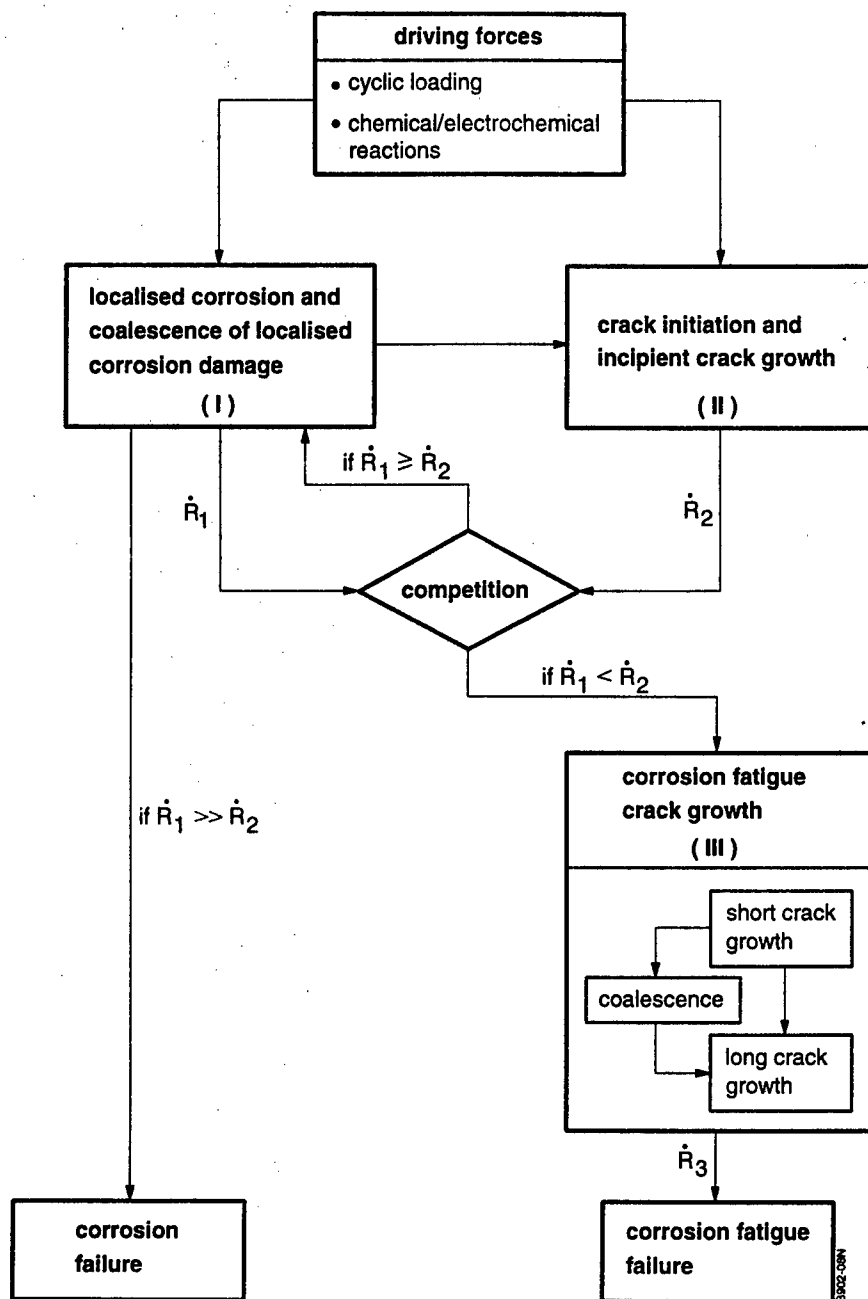 driving forces
• cyclic loading
• chemical/electrochemical
reactions
localised corrosion and
coalescence of localised
corrosion damage
( I )
crack initiation and
incipient crack growth
( II )
if Ṙ1 ≥ Ṙ2
Ṙ1
Ṙ2
competition
if Ṙ1 < Ṙ2
corrosion fatigue
crack growth
( III )
if Ṙ1 >> Ṙ2
short crack
growth
coalescence
long crack
growth
Ṙ3
corrosion
failure
corrosion fatigue
failure